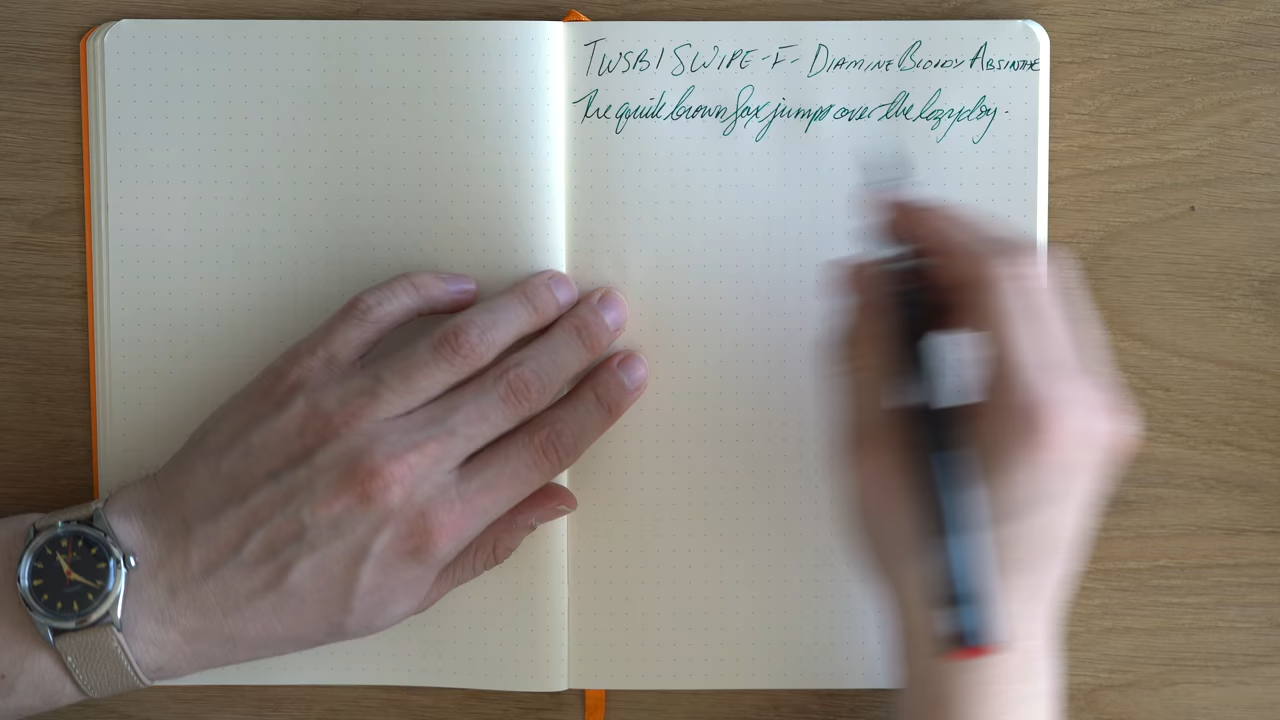 TWSBI SWIPE -F- DIAMINE BLOODY ABSINTHE
The quick brown fox jumps over the lazy dog.